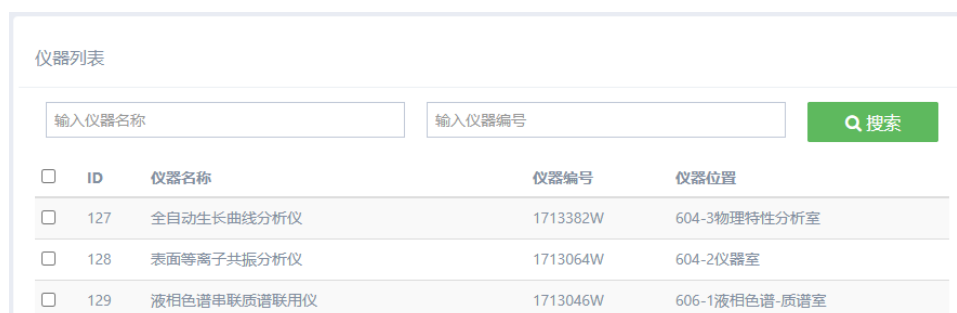 仪器列表
输入仪器名称 输入仪器编号 搜索
ID 仪器名称 仪器编号 仪器位置
127 全自动生长曲线分析仪 1713382W 604-3物理特性分析室
128 表面等离子共振分析仪 1713064W 604-2仪器室
129 液相色谱串联质谱联用仪 1713046W 606-1液相色谱-质谱室